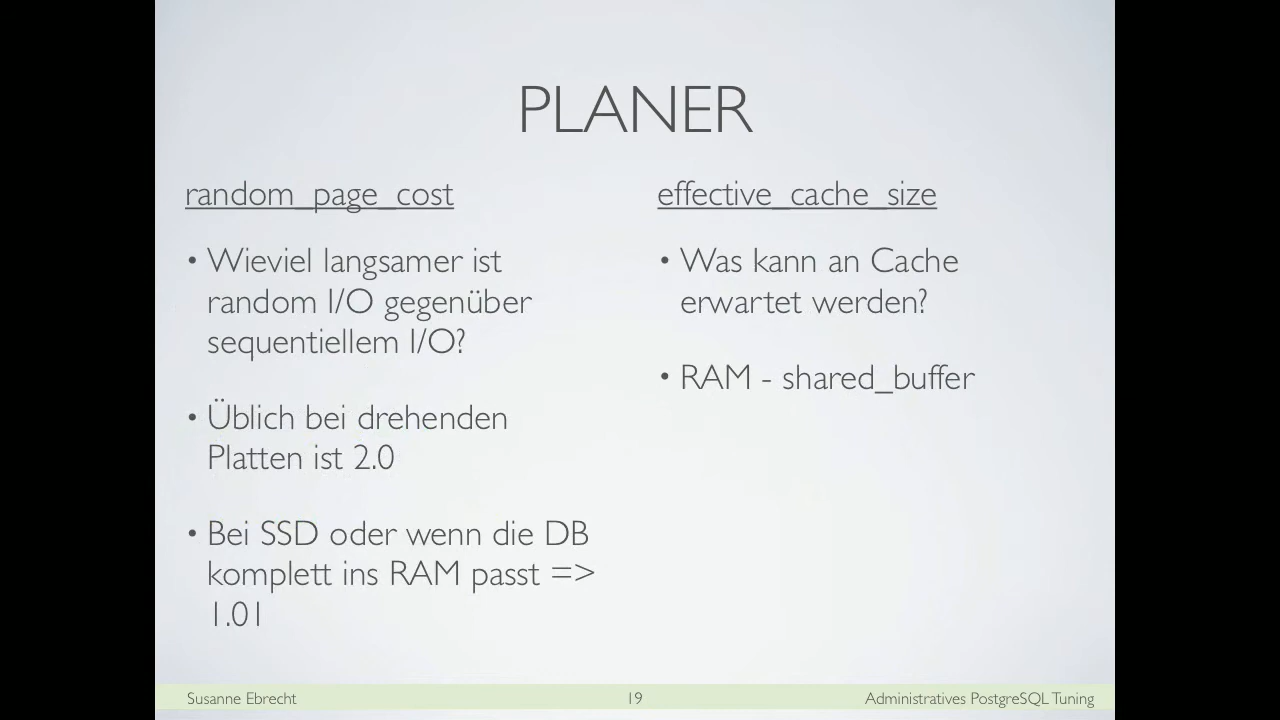 PLANER
random_page_cost
• Wieviel langsamer ist
random I/O gegenüber
sequentiellem I/O?
• Üblich bei drehenden
Platten ist 2.0
• Bei SSD oder wenn die DB
komplett ins RAM passt =>
1.01
effective_cache_size
• Was kann an Cache
erwartet werden?
• RAM - shared_buffer
Susanne Ebrecht
19
Administratives PostgreSQL Tuning